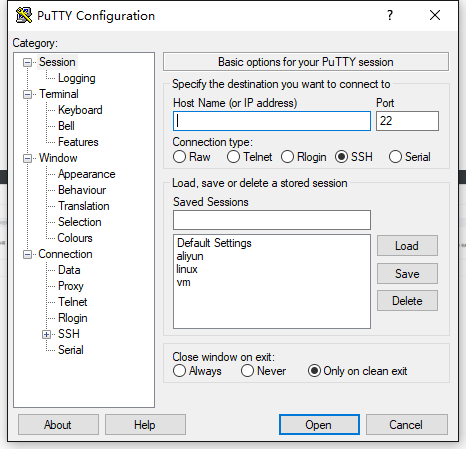 PuTTY Configuration
?
Category:
Session
Logging
Terminal
Keyboard
Bell
Features
Window
Appearance
Behaviour
Translation
Selection
Colours
Connection
Data
Proxy
Telnet
Rlogin
SSH
Serial
Basic options for your PuTTY session
Specify the destination you want to connect to
Host Name (or IP address) Port
22
Connection type:
Raw Telnet Rlogin SSH Serial
Load, save or delete a stored session
Saved Sessions
Default Settings
aliyun
linux
vm
Load
Save
Delete
Close window on exit:
Always Never Only on clean exit
About Help Open Cancel